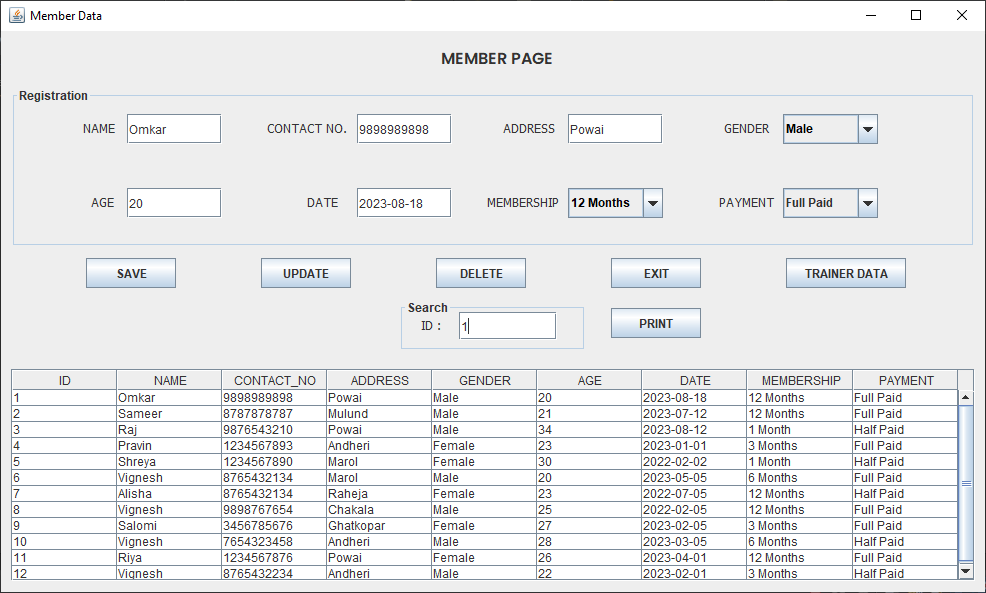 Member Data
MEMBER PAGE
Registration
NAME Omkar CONTACT NO. 9898989898 ADDRESS Powai GENDER Male
AGE 20 DATE 2023-08-18 MEMBERSHIP 12 Months PAYMENT Full Paid
SAVE UPDATE DELETE EXIT TRAINER DATA
Search
ID : 1 PRINT
ID NAME CONTACT_NO ADDRESS GENDER AGE DATE MEMBERSHIP PAYMENT
1 Omkar 9898989898 Powai Male 20 2023-08-18 12 Months Full Paid
2 Sameer 8787878787 Mulund Male 21 2023-07-12 12 Months Full Paid
3 Raj 9876543210 Powai Male 34 2023-08-12 1 Month Half Paid
4 Pravin 1234567893 Andheri Female 23 2023-01-01 3 Months Full Paid
5 Shreya 1234567890 Marol Female 30 2022-02-02 1 Month Half Paid
6 Vignesh 8765432134 Marol Male 20 2023-05-05 6 Months Full Paid
7 Alisha 8765432134 Raheja Female 23 2022-07-05 12 Months Half Paid
8 Vignesh 9898767654 Chakala Male 25 2022-02-05 12 Months Full Paid
9 Salomi 3456785676 Ghatkopar Female 27 2023-02-05 3 Months Full Paid
10 Vignesh 7654323458 Andheri Male 28 2023-03-05 6 Months Half Paid
11 Riya 1234567876 Powai Female 26 2023-04-01 12 Months Full Paid
12 Vignesh 8765432234 Andheri Male 22 2023-02-01 3 Months Half Paid